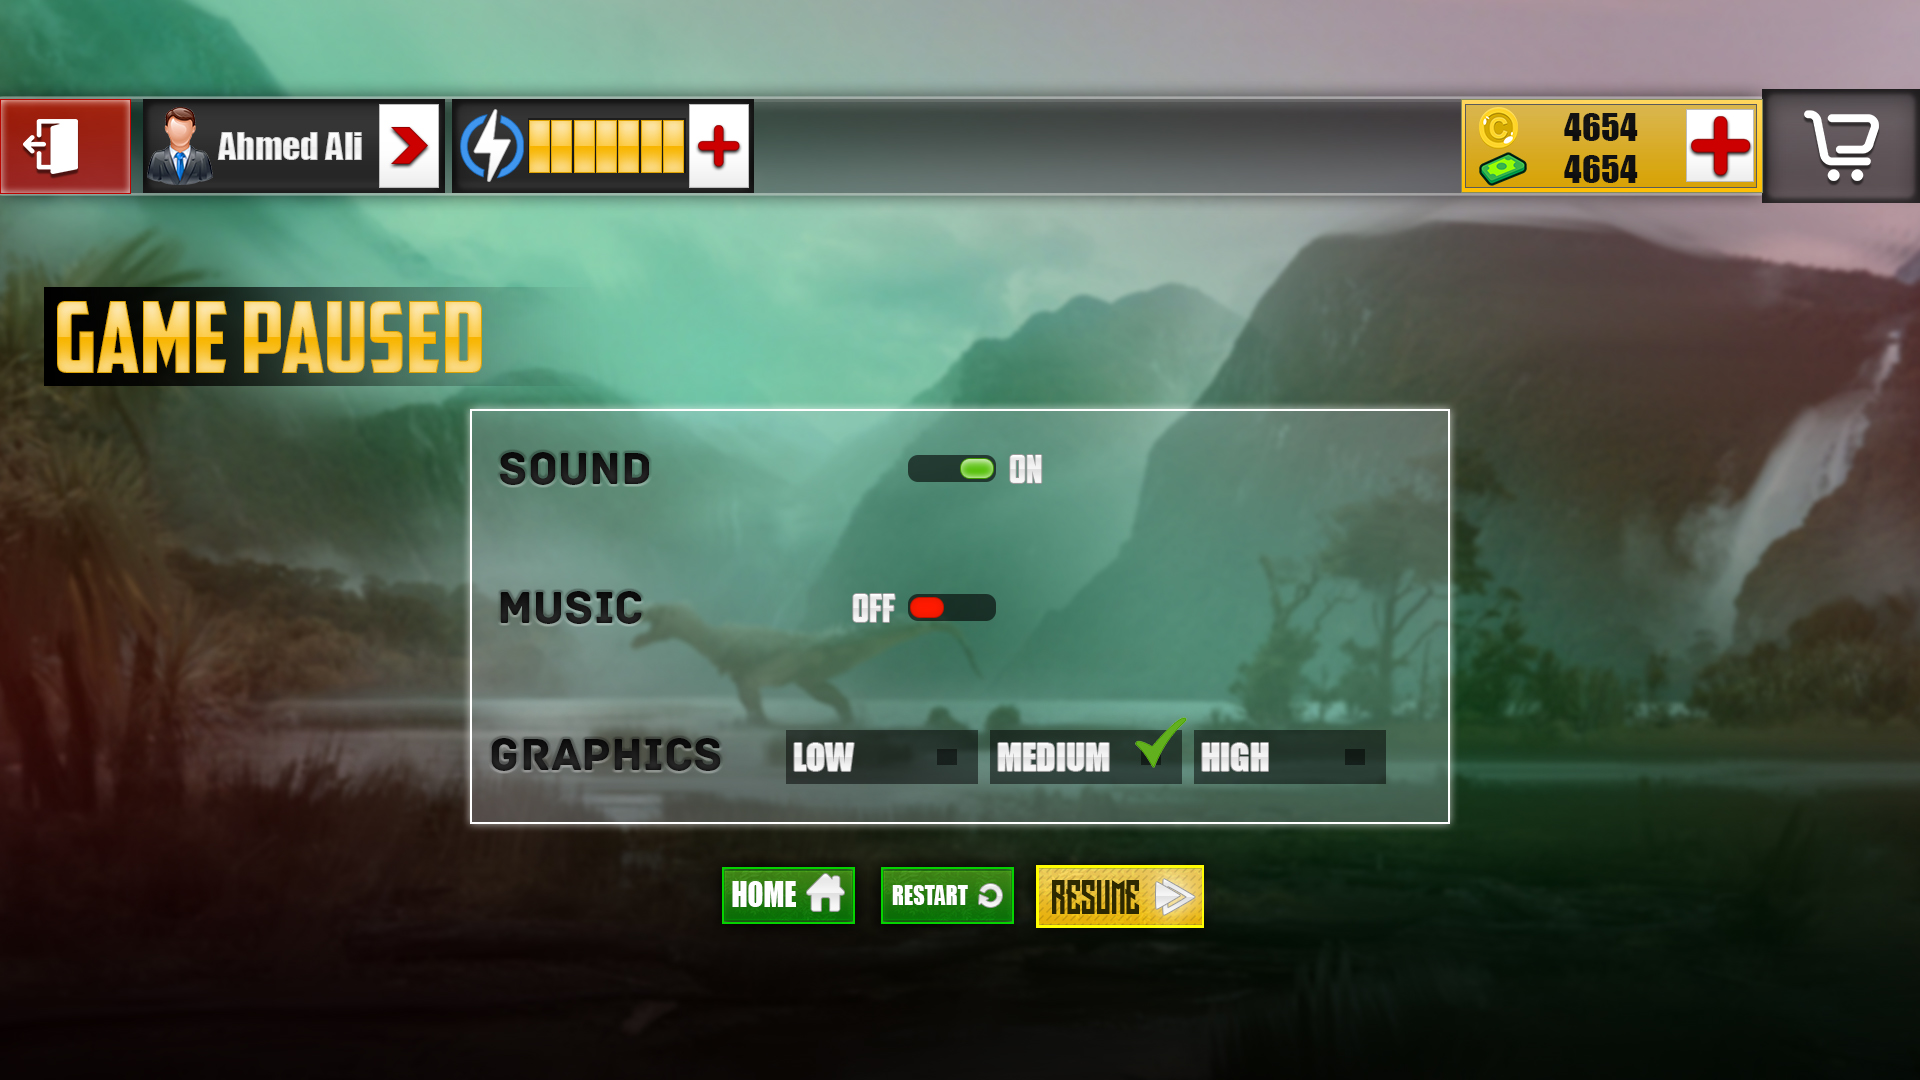 Ahmed Ali
4654
4654
GAME PAUSED
SOUND ON
MUSIC OFF
GRAPHICS LOW MEDIUM HIGH
HOME RESTART RESUME